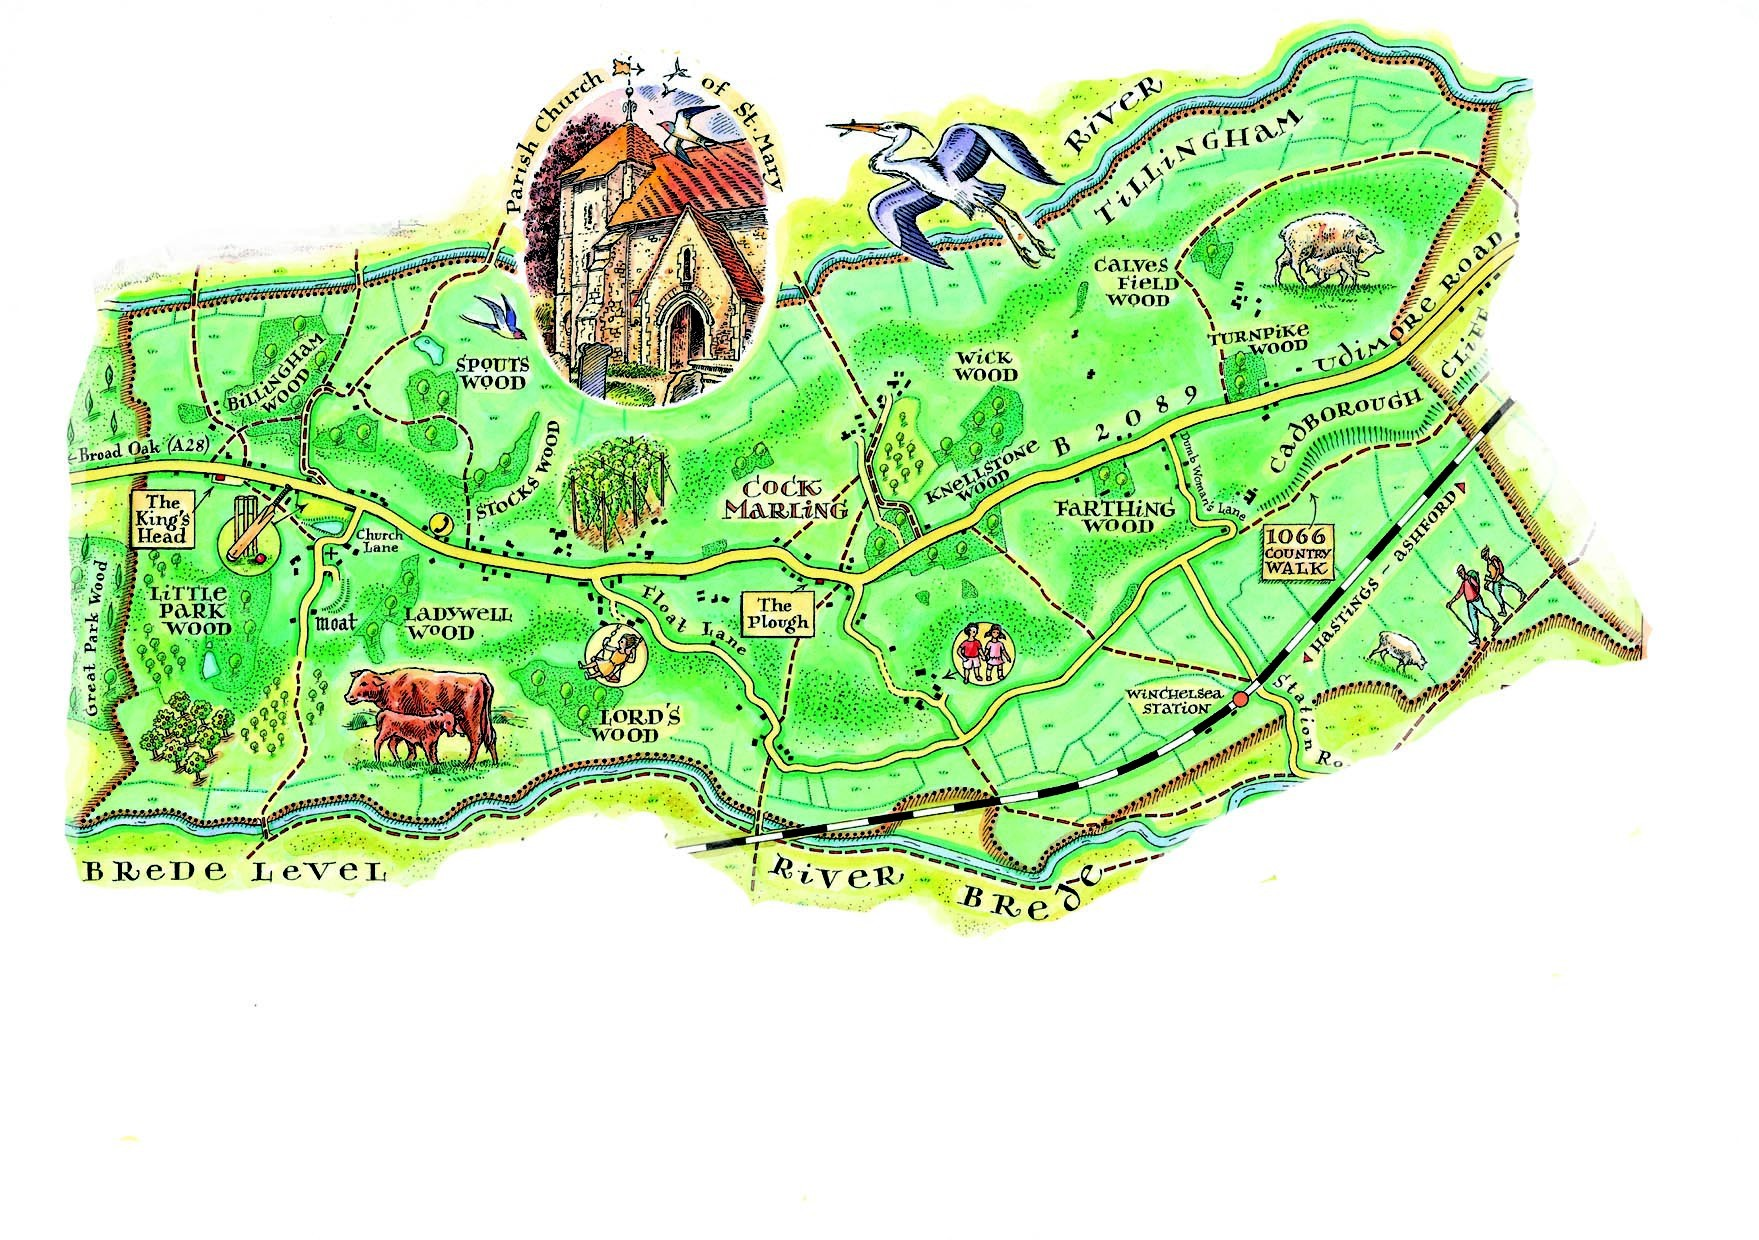 Parish Church of St. Mary
RiVER
TiLLiNGHAM
CALVES
FiELD
WOOD
TURNPiKE
WOOD
UDiMORE ROAD
CADBOROUGH CLiFF
SPOUTS
WOOD
BiLLiNGHAM
WOOD
WiCK
WOOD
B 2089
←Broad Oak (A28)
STOCKS WOOD
COCK
MARLiNG
KNELLSTONE
WOOD
FARTHiNG
WOOD
Dumb Woman's Lane
The
King's
Head
Church
Lane
1066
COUNTRY
WALK
HASTiNGS - ASHFORD
Great Park Wood
LiTTLE
PARK
WOOD
moat
LADYWELL
WOOD
Float Lane
The
Plough
LORD'S
WOOD
WiNCHELSEA
STATiON
Station Ro
BREDE LEVEL
RiVER BRede